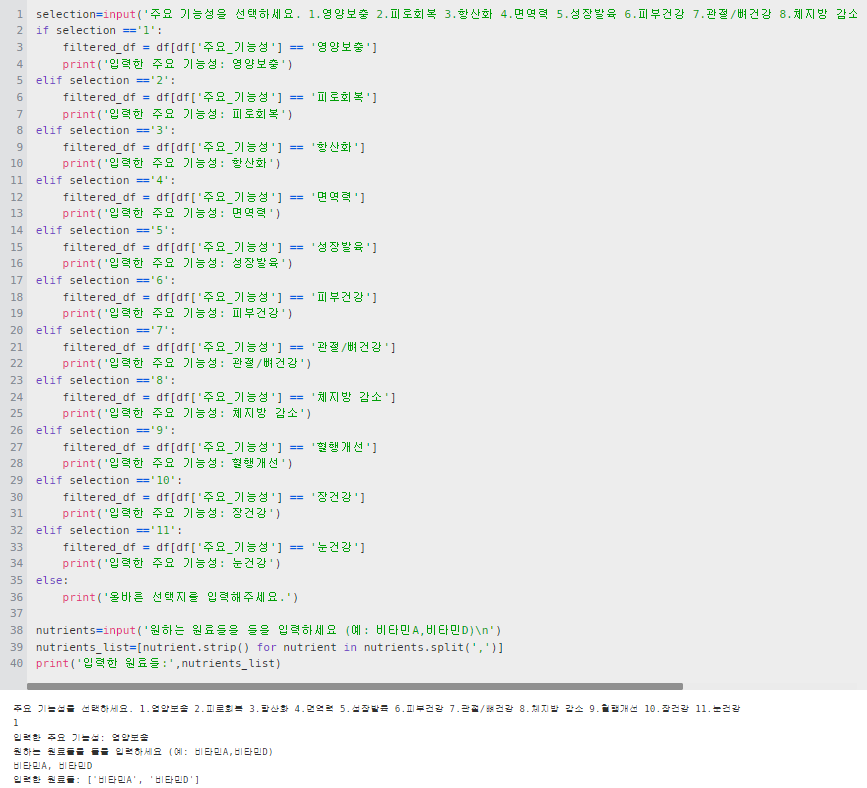 1 selection=input('주요 기능성을 선택하세요. 1.영양보충 2.피로회복 3.항산화 4.면역력 5.성장발육 6.피부건강 7.관절/뼈건강 8.체지방 감소
2 if selection =='1':
3 filtered_df = df[df['주요_기능성'] == '영양보충']
4 print('입력한 주요 기능성: 영양보충')
5 elif selection =='2':
6 filtered_df = df[df['주요_기능성'] == '피로회복']
7 print('입력한 주요 기능성: 피로회복')
8 elif selection =='3':
9 filtered_df = df[df['주요_기능성'] == '항산화']
10 print('입력한 주요 기능성: 항산화')
11 elif selection =='4':
12 filtered_df = df[df['주요_기능성'] == '면역력']
13 print('입력한 주요 기능성: 면역력')
14 elif selection =='5':
15 filtered_df = df[df['주요_기능성'] == '성장발육']
16 print('입력한 주요 기능성: 성장발육')
17 elif selection =='6':
18 filtered_df = df[df['주요_기능성'] == '피부건강']
19 print('입력한 주요 기능성: 피부건강')
20 elif selection =='7':
21 filtered_df = df[df['주요_기능성'] == '관절/뼈건강']
22 print('입력한 주요 기능성: 관절/뼈건강')
23 elif selection =='8':
24 filtered_df = df[df['주요_기능성'] == '체지방 감소']
25 print('입력한 주요 기능성: 체지방 감소')
26 elif selection =='9':
27 filtered_df = df[df['주요_기능성'] == '혈행개선']
28 print('입력한 주요 기능성: 혈행개선')
29 elif selection =='10':
30 filtered_df = df[df['주요_기능성'] == '장건강']
31 print('입력한 주요 기능성: 장건강')
32 elif selection =='11':
33 filtered_df = df[df['주요_기능성'] == '눈건강']
34 print('입력한 주요 기능성: 눈건강')
35 else:
36 print('올바른 선택지를 입력해주세요.')
37
38 nutrients=input('원하는 원료들을 들을 입력하세요 (예: 비타민A,비타민D)\n')
39 nutrients_list=[nutrient.strip() for nutrient in nutrients.split(',')]
40 print('입력한 원료들:',nutrients_list)
주요 기능성을 선택하세요. 1.영양보충 2.피로회복 3.항산화 4.면역력 5.성장발육 6.피부건강 7.관절/뼈건강 8.체지방 감소 9.혈행개선 10.장건강 11.눈건강
1
입력한 주요 기능성: 영양보충
원하는 원료들을 들을 입력하세요 (예: 비타민A,비타민D)
비타민A, 비타민D
입력한 원료들: ['비타민A', '비타민D']